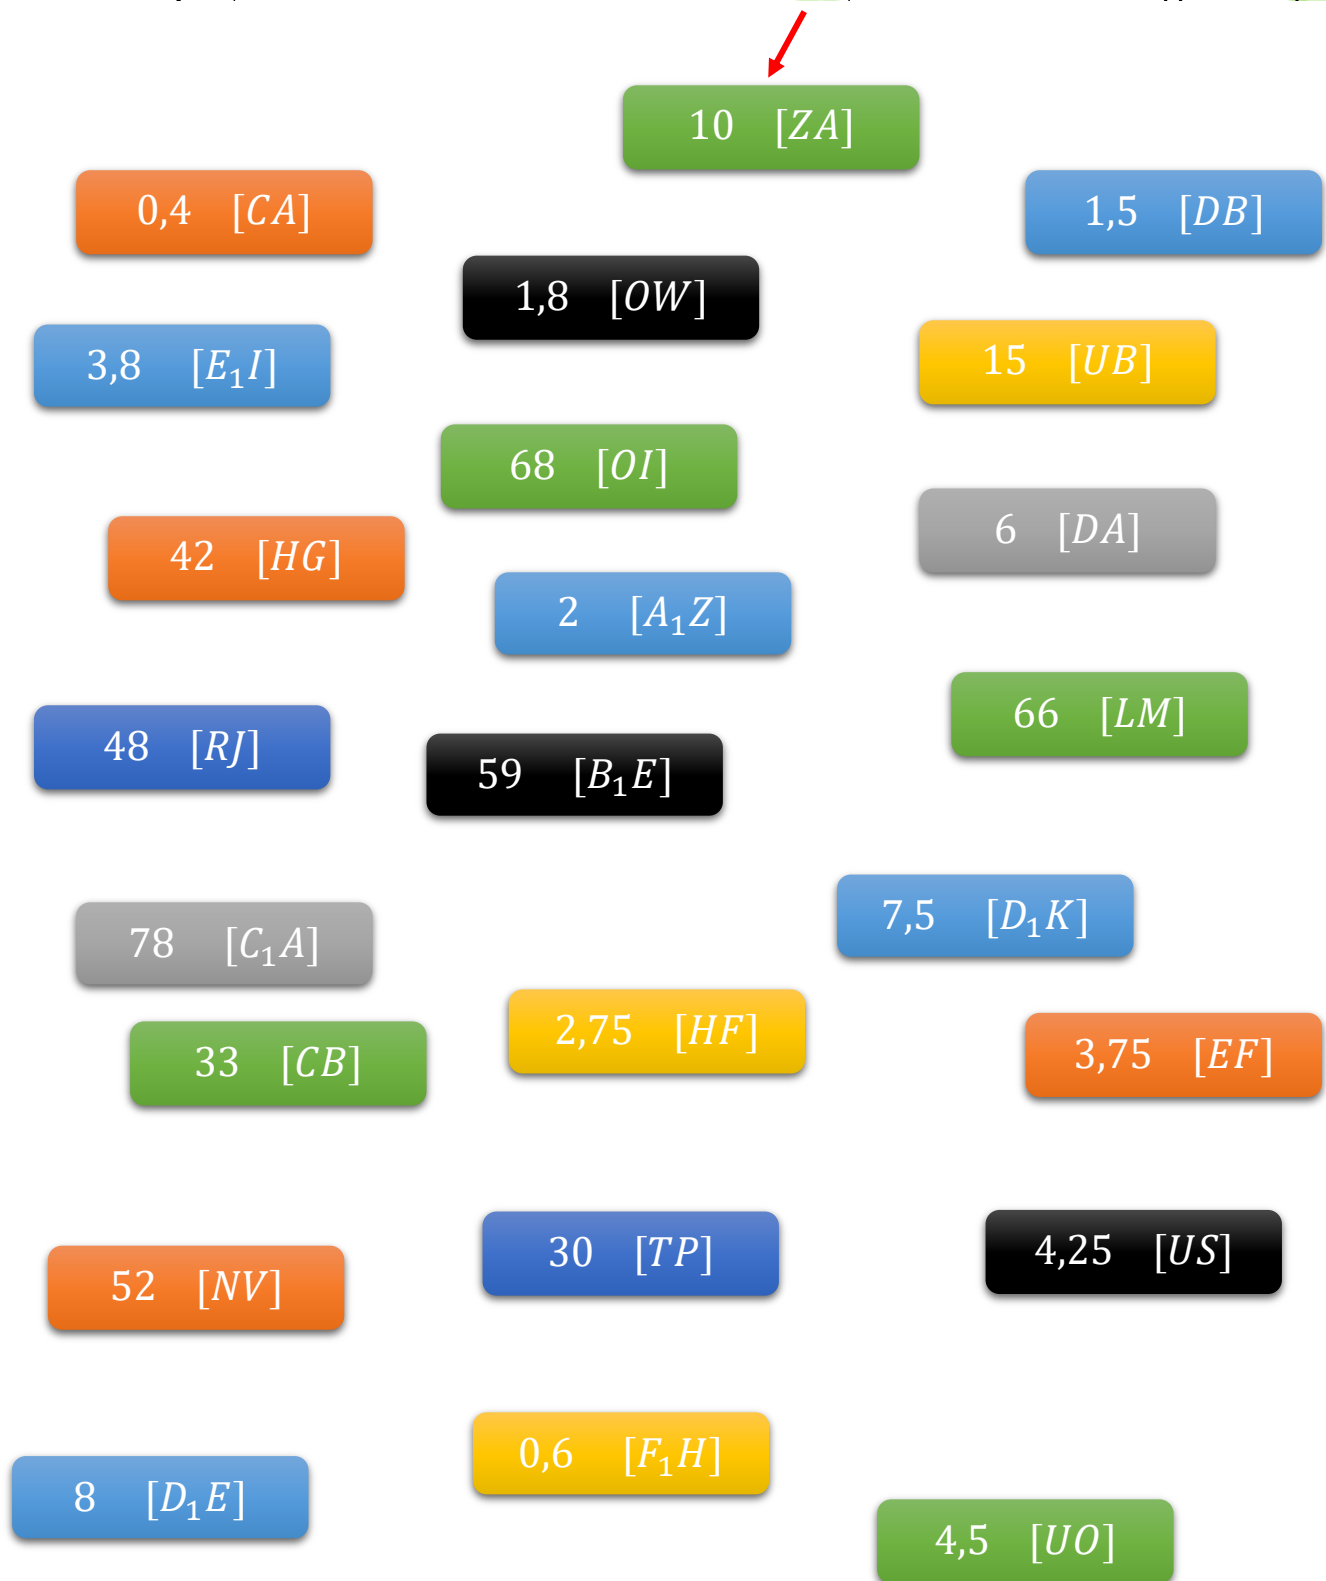 10 [ZA]
0,4 [CA]
1,5 [DB]
1,8 [OW]
3,8 [E₁I]
15 [UB]
68 [OI]
6 [DA]
42 [HG]
2 [A₁Z]
66 [LM]
48 [RJ]
59 [B₁E]
7,5 [D₁K]
78 [C₁A]
2,75 [HF]
3,75 [EF]
33 [CB]
30 [TP]
4,25 [US]
52 [NV]
0,6 [F₁H]
8 [D₁E]
4,5 [UO]